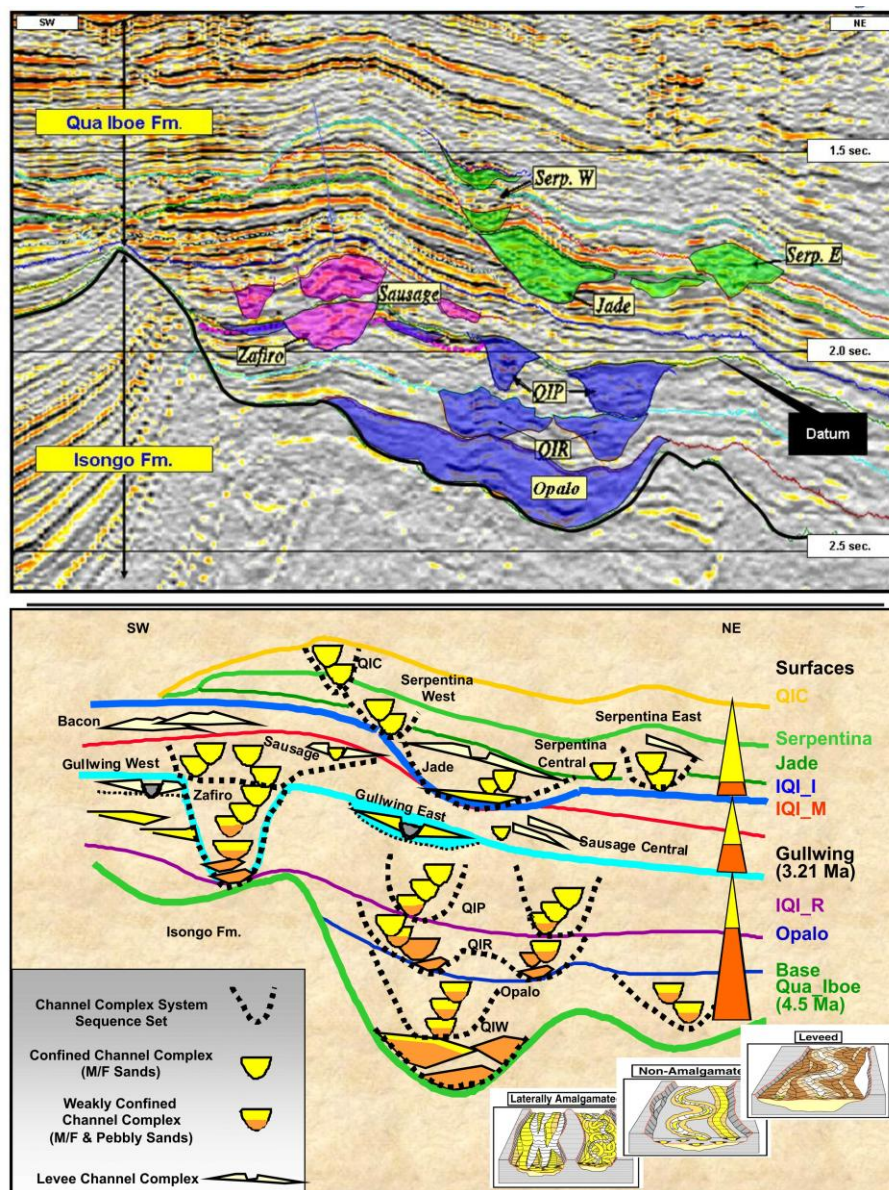 SW
NE
Qua Iboe Fm.
1.5 sec.
Serp. W
Serp. E
Sausage
Jade
Zafiro
2.0 sec.
QIP
Datum
QIR
Isongo Fm.
Opalo
2.5 sec.
SW
NE
QIC
Surfaces
Serpentina
West
QIC
Bacon
Serpentina East
Serpentina
Sausage
Serpentina
Central
Jade
Gullwing West
Jade
IQI_I
Zafiro
IQI_M
Gullwing East
Sausage Central
Gullwing
(3.21 Ma)
QIP
IQI_R
Isongo Fm.
QIR
Opalo
Opalo
Base
Qua_Iboe
(4.5 Ma)
QIW
Channel Complex System
Sequence Set
Confined Channel Complex
(M/F Sands)
Weakly Confined
Channel Complex
(M/F & Pebbly Sands)
Levee Channel Complex
Laterally Amalgamated
Non-Amalgamated
Leveed